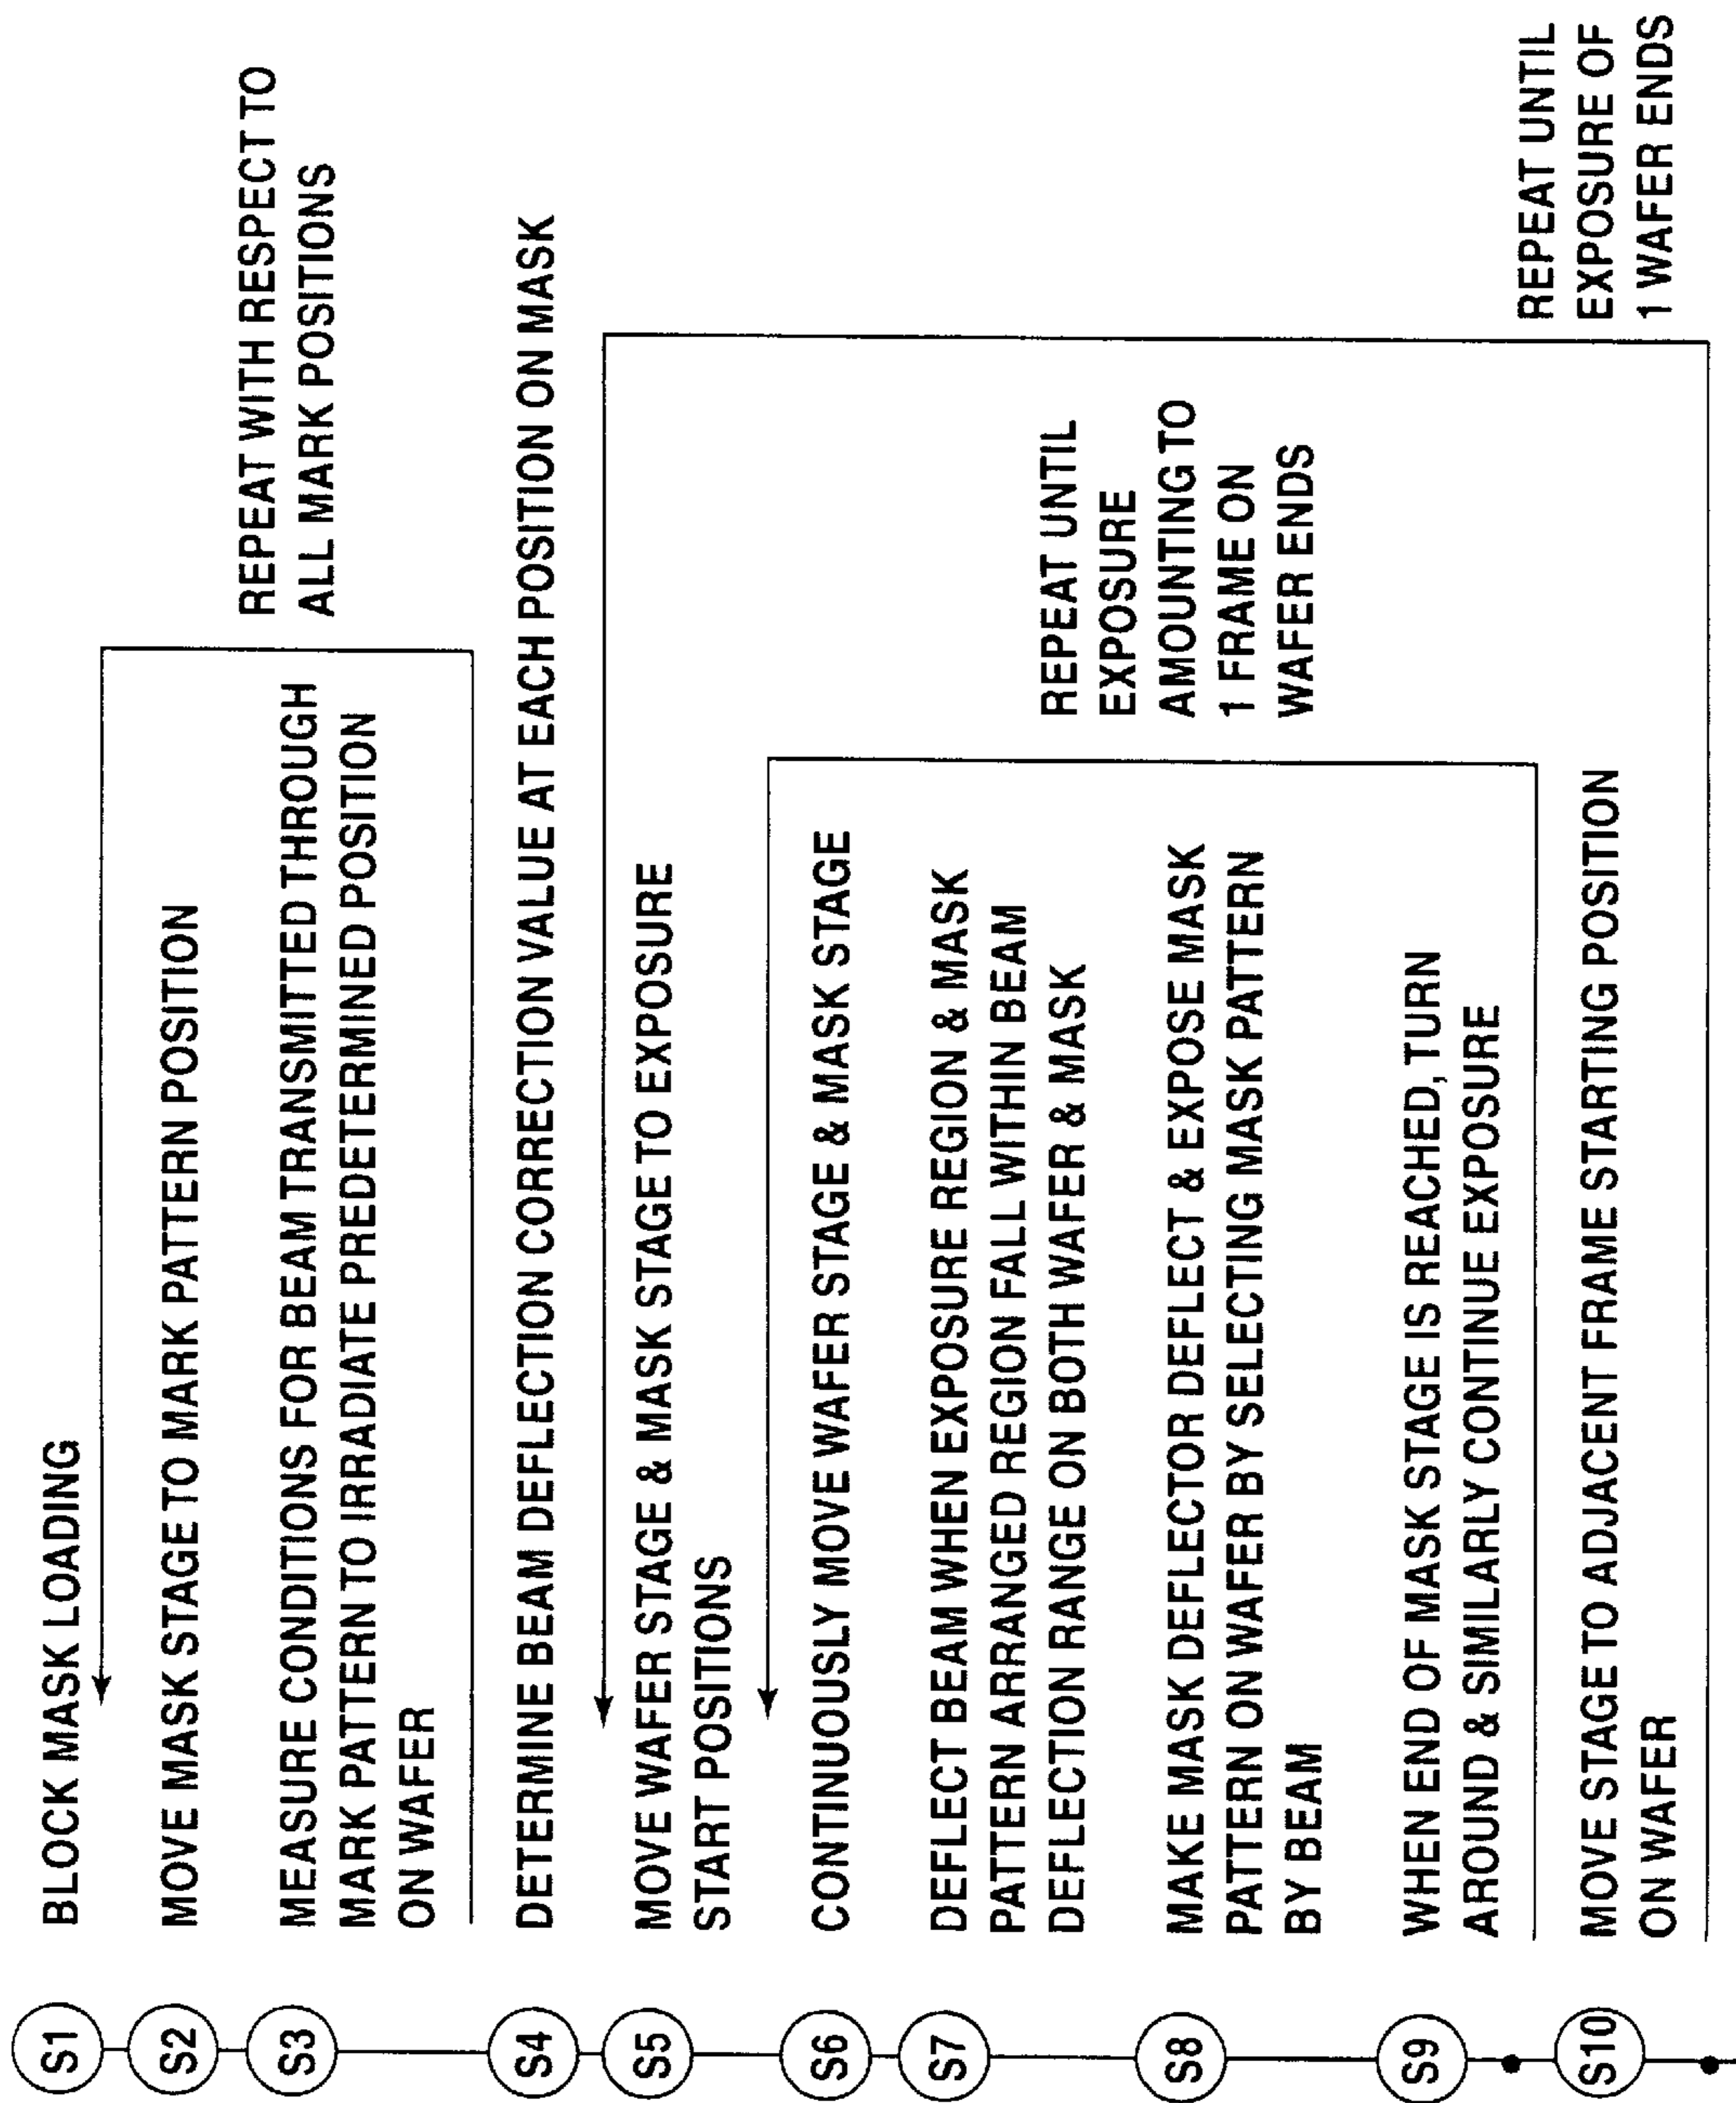 S1
BLOCK MASK LOADING
S2
MOVE MASK STAGE TO MARK PATTERN POSITION
S3
MEASURE CONDITIONS FOR BEAM TRANSMITTED THROUGH
MARK PATTERN TO IRRADIATE PREDETERMINED POSITION
ON WAFER
REPEAT WITH RESPECT TO
ALL MARK POSITIONS
S4
DETERMINE BEAM DEFLECTION CORRECTION VALUE AT EACH POSITION ON MASK
S5
MOVE WAFER STAGE & MASK STAGE TO EXPOSURE
START POSITIONS
S6
CONTINUOUSLY MOVE WAFER STAGE & MASK STAGE
S7
DEFLECT BEAM WHEN EXPOSURE REGION & MASK
PATTERN ARRANGED REGION FALL WITHIN BEAM
DEFLECTION RANGE ON BOTH WAFER & MASK
S8
MAKE MASK DEFLECTOR DEFLECT & EXPOSE MASK
PATTERN ON WAFER BY SELECTING MASK PATTERN
BY BEAM
S9
WHEN END OF MASK STAGE IS REACHED, TURN
AROUND & SIMILARLY CONTINUE EXPOSURE
REPEAT UNTIL
EXPOSURE
AMOUNTING TO
1 FRAME ON
WAFER ENDS
S10
MOVE STAGE TO ADJACENT FRAME STARTING POSITION
ON WAFER
REPEAT UNTIL
EXPOSURE OF
1 WAFER ENDS